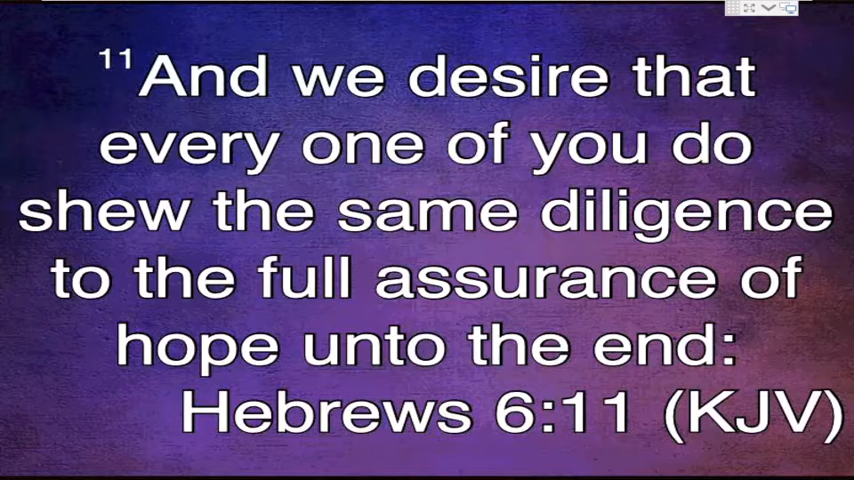 11And we desire that
every one of you do
shew the same diligence
to the full assurance of
hope unto the end:
Hebrews 6:11 (KJV)